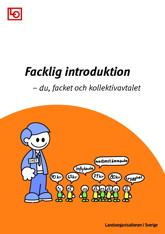 LO
Facklig introduktion
– du, facket och kollektivavtalet
Landsorganisationen i Sverige